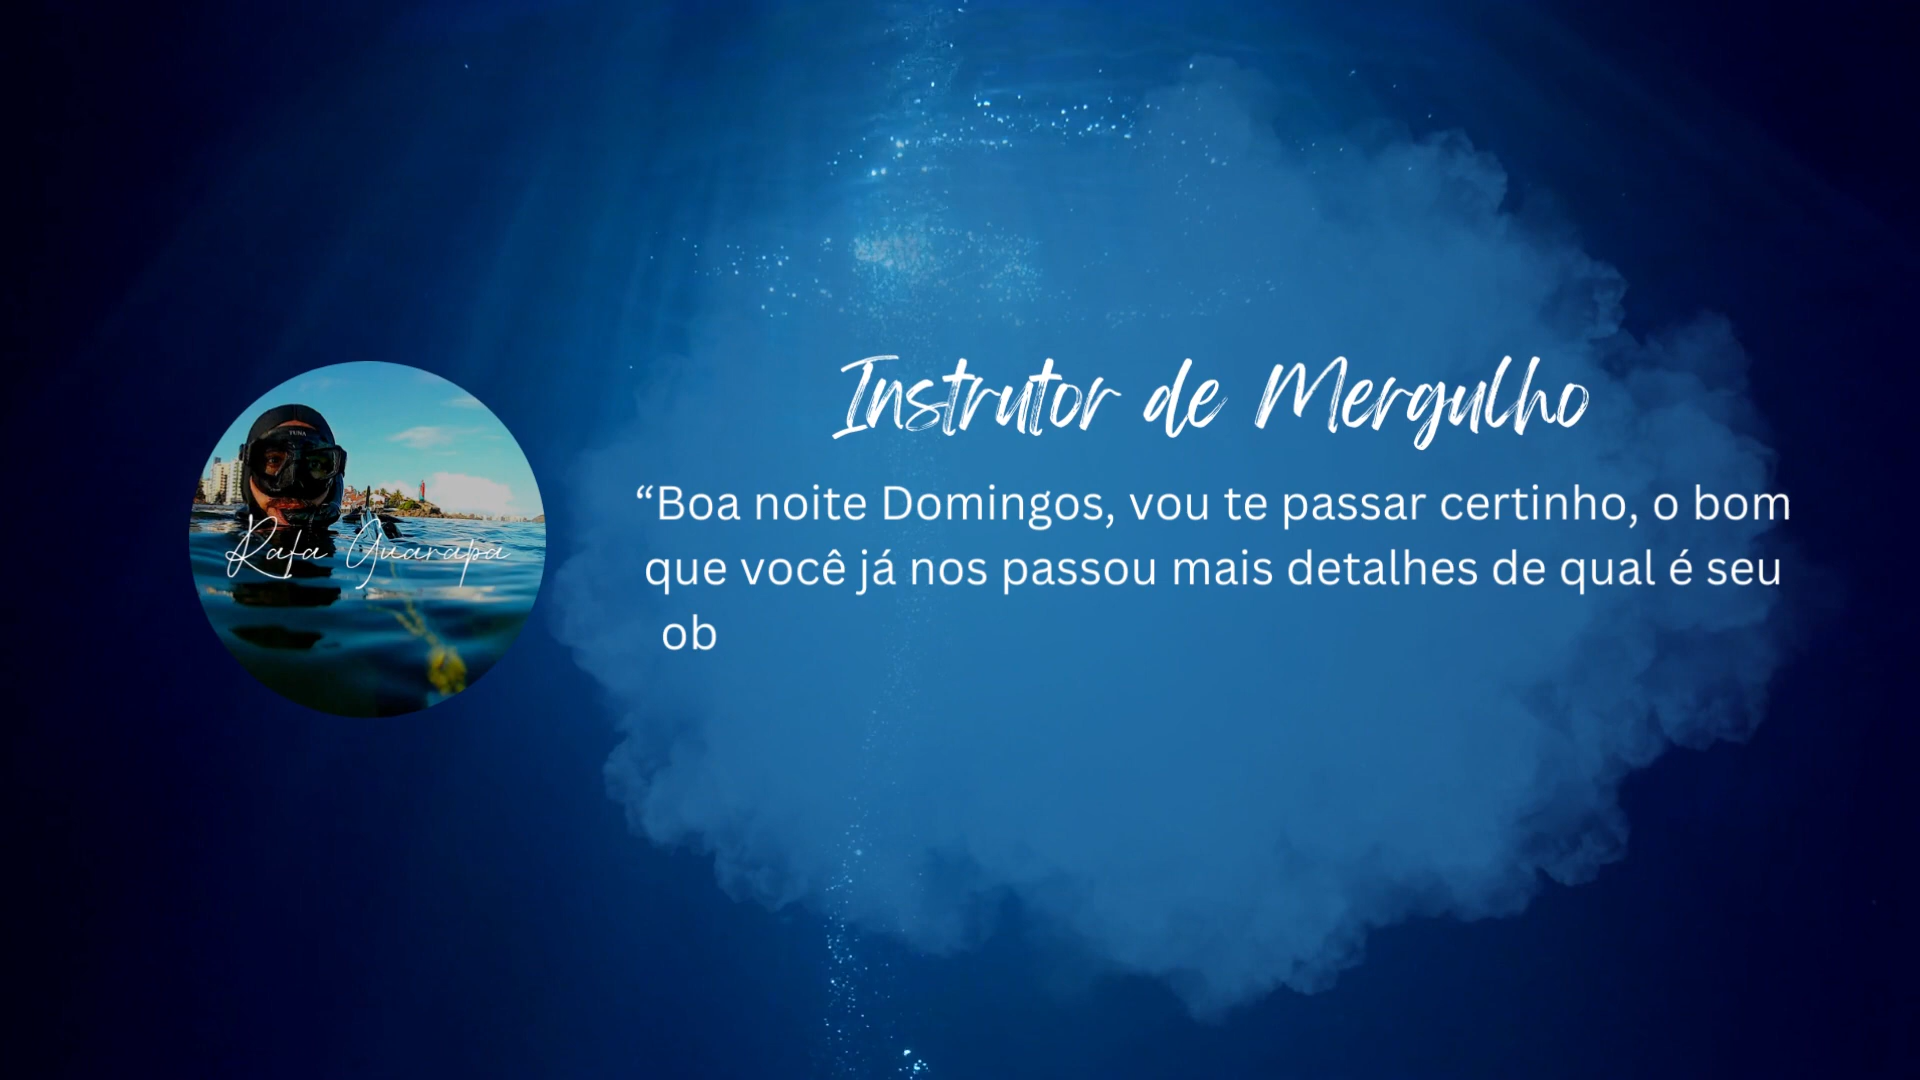 Instrutor de Mergulho
“Boa noite Domingos, vou te passar certinho, o bom
que você já nos passou mais detalhes de qual é seu
ob
Rafa Guarapa